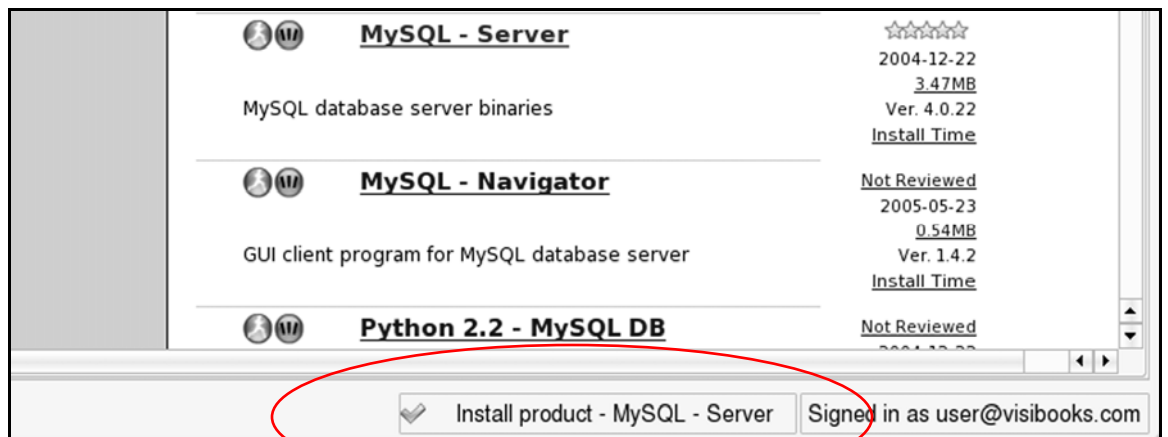 MySQL - Server
2004-12-22
3.47MB
MySQL database server binaries
Ver. 4.0.22
Install Time
MySQL - Navigator
Not Reviewed
2005-05-23
0.54MB
GUI client program for MySQL database server
Ver. 1.4.2
Install Time
Python 2.2 - MySQL DB
Not Reviewed
Install product - MySQL - Server
Signed in as user@visibooks.com